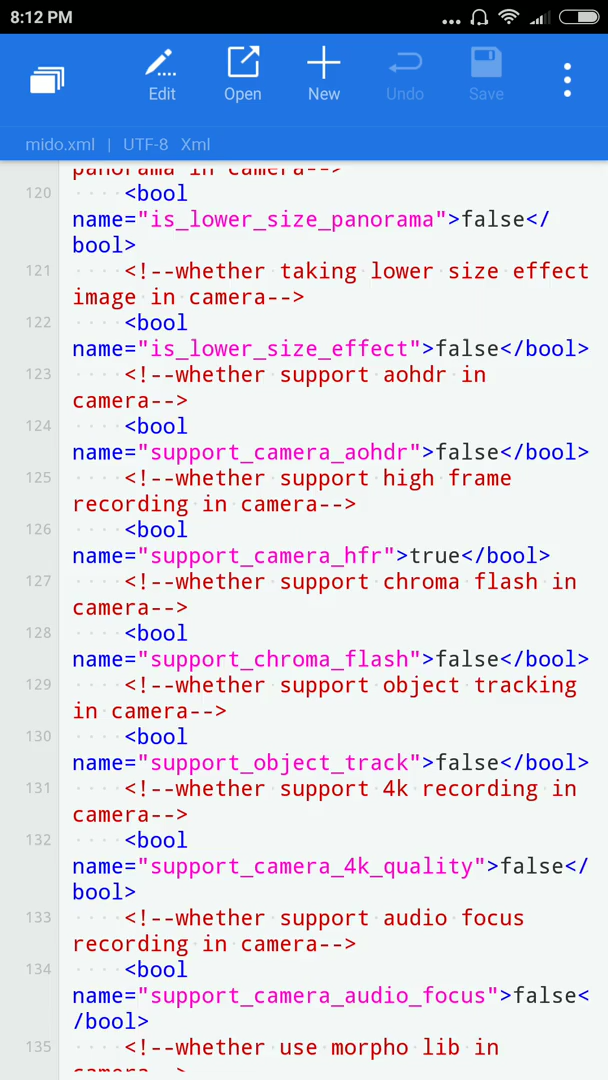 8:12 PM
Edit Open New Undo Save
mido.xml | UTF-8 Xml
panorama in camera-->
120 <bool
name="is_lower_size_panorama">false</
bool>
121 <!--whether taking lower size effect
image in camera-->
122 <bool
name="is_lower_size_effect">false</bool>
123 <!--whether support aohdr in
camera-->
124 <bool
name="support_camera_aohdr">false</bool>
125 <!--whether support high frame
recording in camera-->
126 <bool
name="support_camera_hfr">true</bool>
127 <!--whether support chroma flash in
camera-->
128 <bool
name="support_chroma_flash">false</bool>
129 <!--whether support object tracking
in camera-->
130 <bool
name="support_object_track">false</bool>
131 <!--whether support 4k recording in
camera-->
132 <bool
name="support_camera_4k_quality">false</
bool>
133 <!--whether support audio focus
recording in camera-->
134 <bool
name="support_camera_audio_focus">false<
/bool>
135 <!--whether use morpho lib in
camera-->